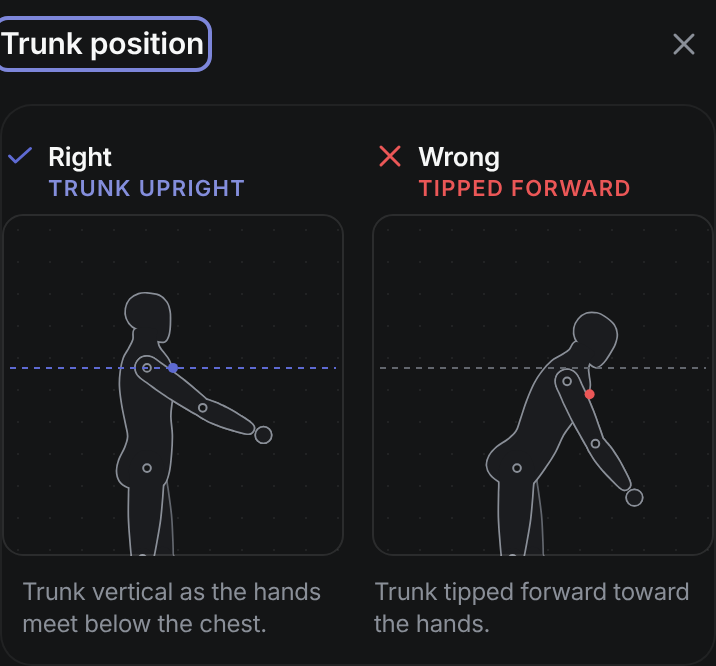 Trunk position
Right
TRUNK UPRIGHT
Wrong
TIPPED FORWARD
Trunk vertical as the hands
meet below the chest.
Trunk tipped forward toward
the hands.